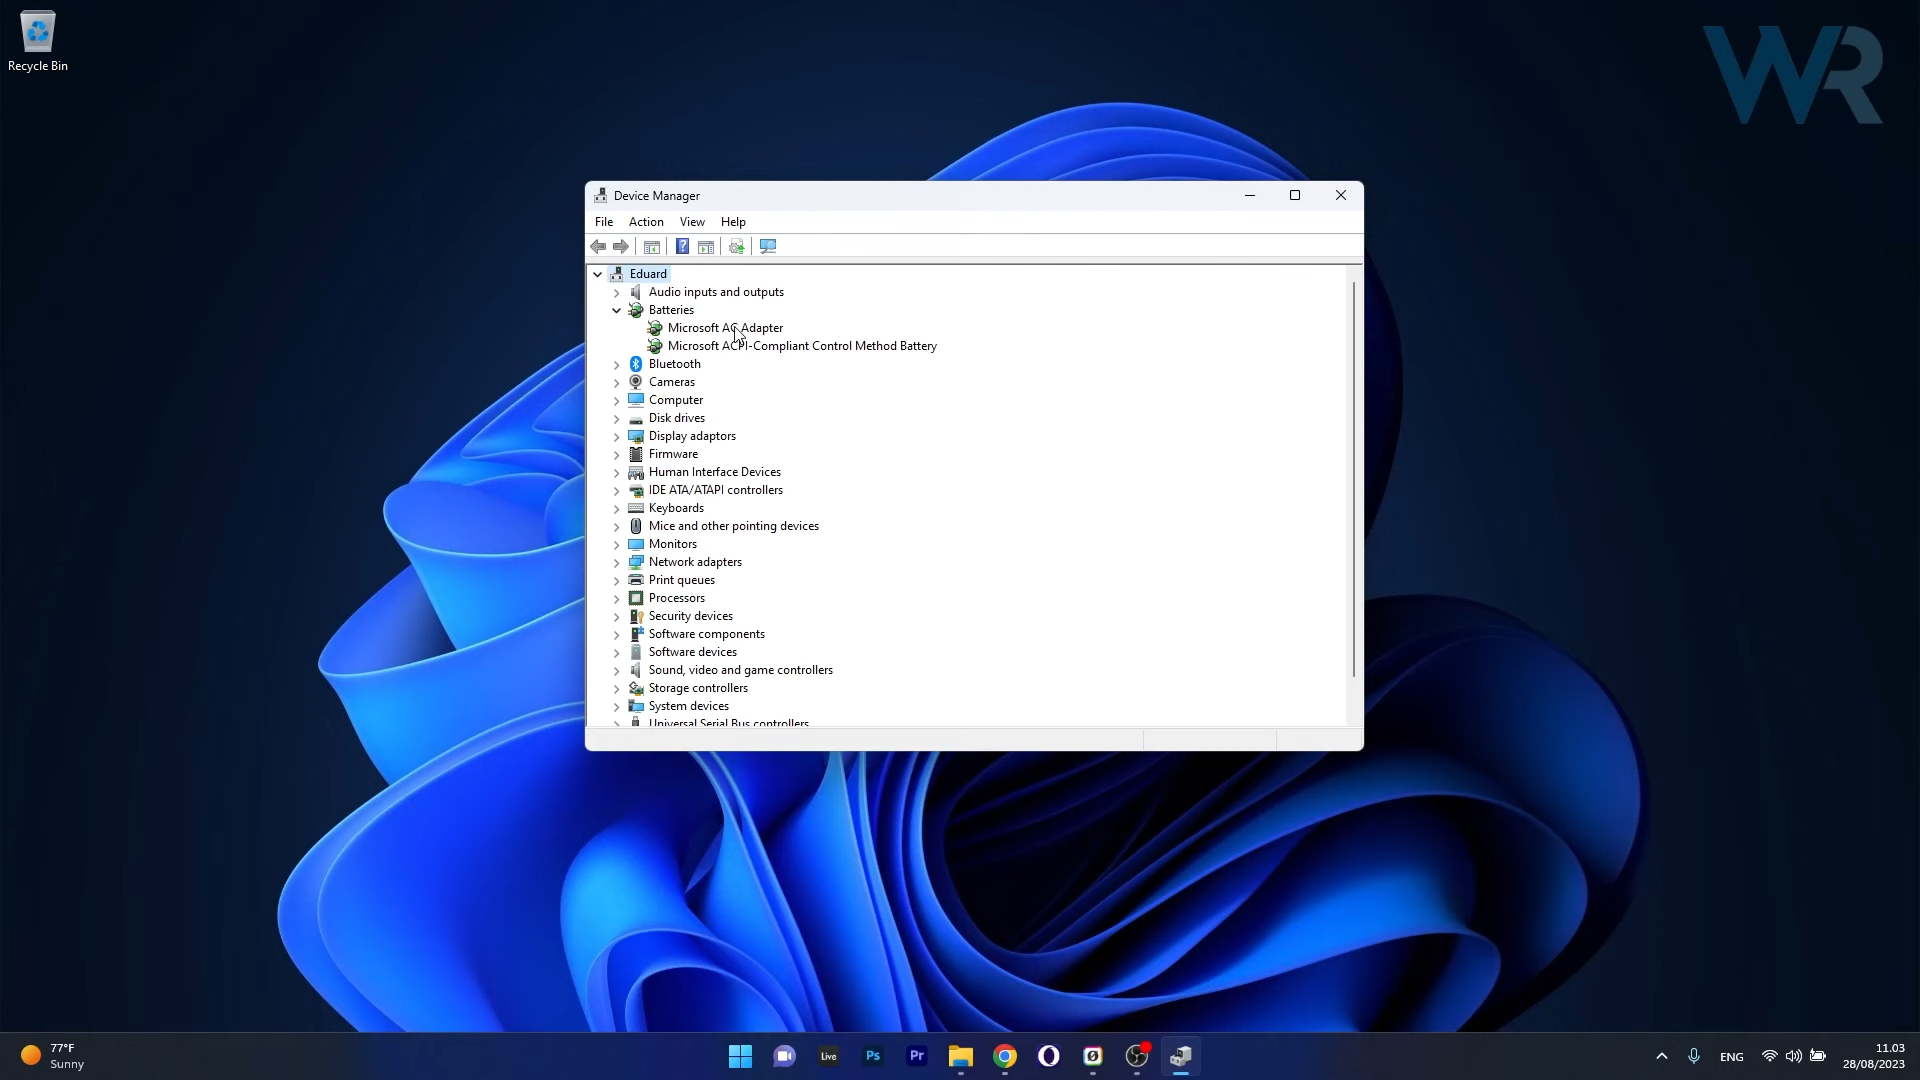 Recycle Bin
WR
Device Manager
File Action View Help
Eduard
Audio inputs and outputs
Batteries
Microsoft AC Adapter
Microsoft ACPI-Compliant Control Method Battery
Bluetooth
Cameras
Computer
Disk drives
Display adaptors
Firmware
Human Interface Devices
IDE ATA/ATAPI controllers
Keyboards
Mice and other pointing devices
Monitors
Network adapters
Print queues
Processors
Security devices
Software components
Software devices
Sound, video and game controllers
Storage controllers
System devices
Universal Serial Bus controllers
77°F
Sunny
Live
Ps
Pr
ENG
11.03
28/08/2023